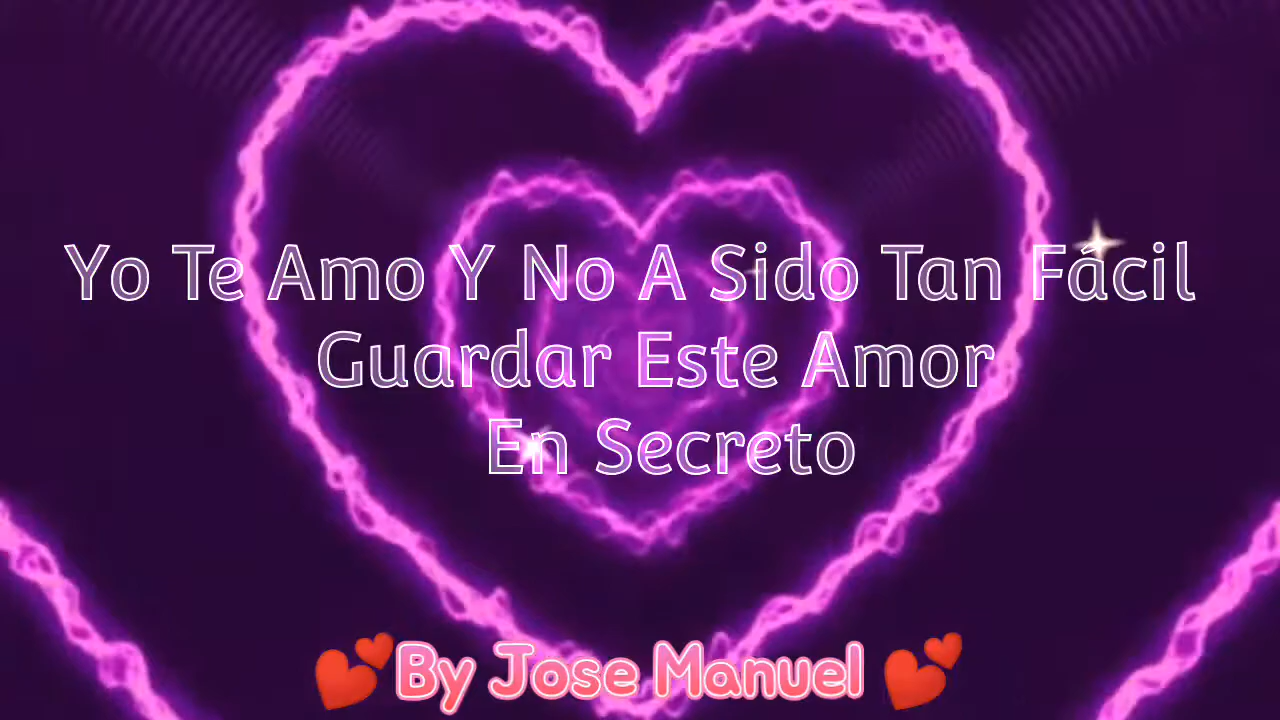 Yo Te Amo Y No A Sido Tan Fácil
Guardar Este Amor
En Secreto
💕By Jose Manuel 💕